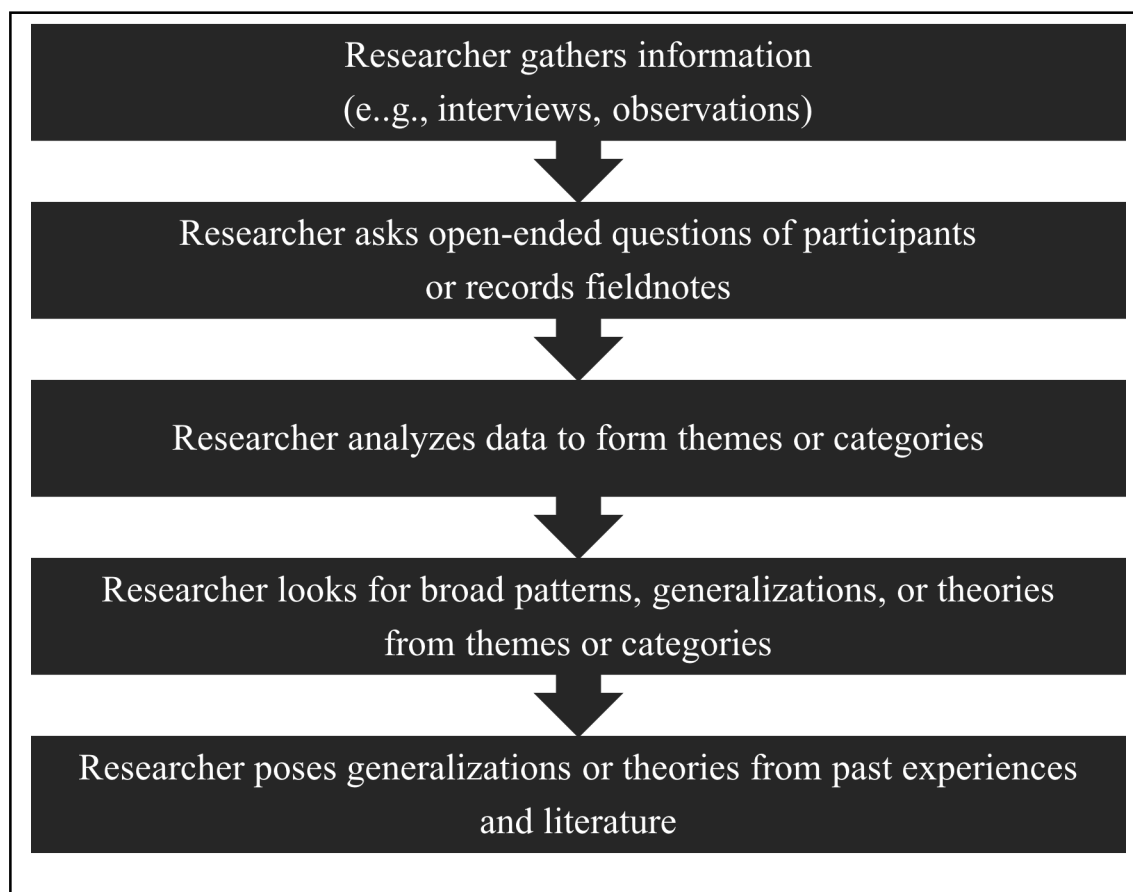 Researcher gathers information
(e..g., interviews, observations)
Researcher asks open-ended questions of participants
or records fieldnotes
Researcher analyzes data to form themes or categories
Researcher looks for broad patterns, generalizations, or theories
from themes or categories
Researcher poses generalizations or theories from past experiences
and literature